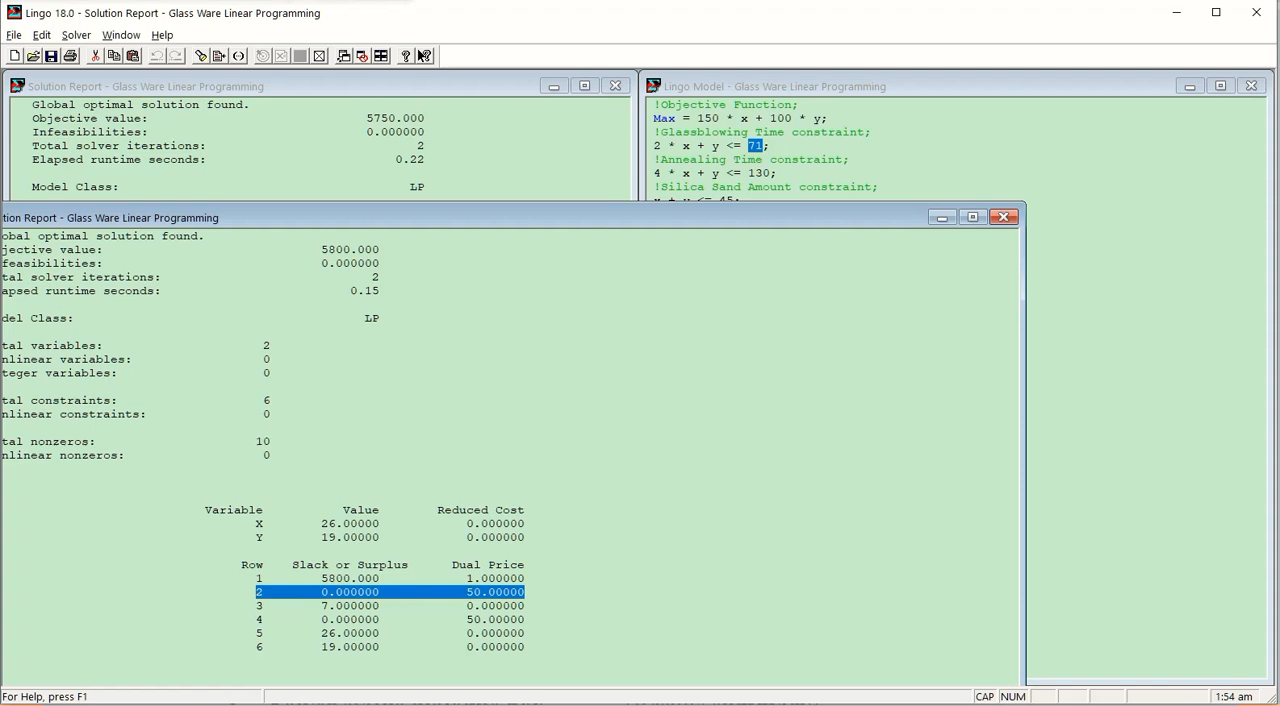 Lingo 18.0 - Solution Report - Glass Ware Linear Programming
File Edit Solver Window Help
Solution Report - Glass Ware Linear Programming
Global optimal solution found.
Objective value: 5750.000
Infeasibilities: 0.000000
Total solver iterations: 2
Elapsed runtime seconds: 0.22
Model Class: LP
Lingo Model - Glass Ware Linear Programming
!Objective Function;
Max = 150 * x + 100 * y;
!Glassblowing Time constraint;
2 * x + y <= 71;
!Annealing Time constraint;
4 * x + y <= 130;
!Silica Sand Amount constraint;
x + y <= 45;
tion Report - Glass Ware Linear Programming
obal optimal solution found.
jective value: 5800.000
feasibilities: 0.000000
tal solver iterations: 2
apsed runtime seconds: 0.15
del Class: LP
tal variables: 2
nlinear variables: 0
teger variables: 0
tal constraints: 6
nlinear constraints: 0
tal nonzeros: 10
nlinear nonzeros: 0
Variable Value Reduced Cost
X 26.00000 0.000000
Y 19.00000 0.000000
Row Slack or Surplus Dual Price
1 5800.000 1.000000
2 0.000000 50.00000
3 7.000000 0.000000
4 0.000000 50.00000
5 26.00000 0.000000
6 19.00000 0.000000
For Help, press F1 CAP NUM 1:54 am